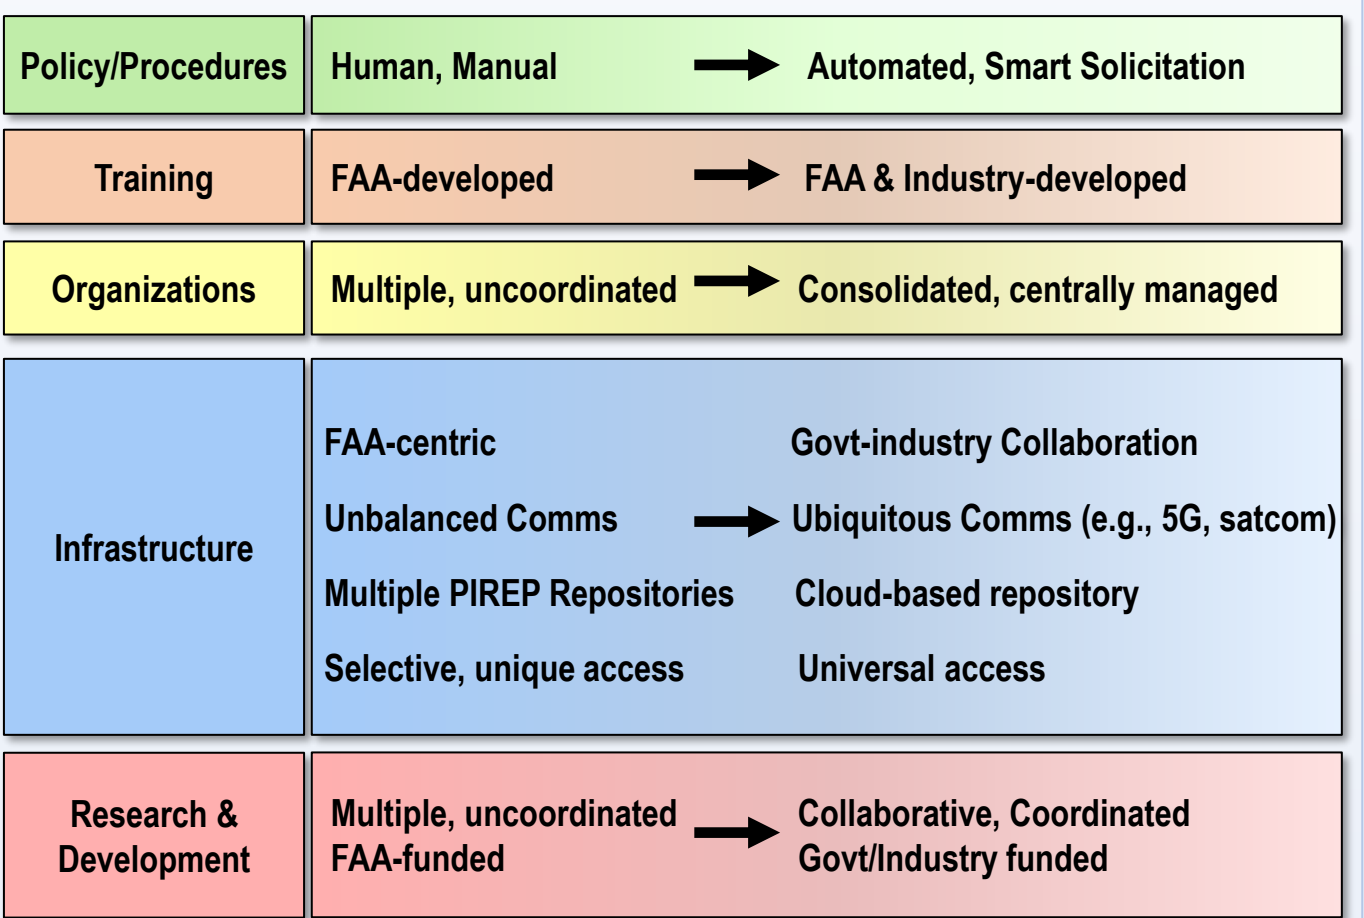 Policy/Procedures
Human, Manual
Automated, Smart Solicitation
Training
FAA-developed
FAA & Industry-developed
Organizations
Multiple, uncoordinated
Consolidated, centrally managed
Infrastructure
FAA-centric
Govt-industry Collaboration
Unbalanced Comms
Ubiquitous Comms (e.g., 5G, satcom)
Multiple PIREP Repositories
Cloud-based repository
Selective, unique access
Universal access
Research &
Development
Multiple, uncoordinated
FAA-funded
Collaborative, Coordinated
Govt/Industry funded